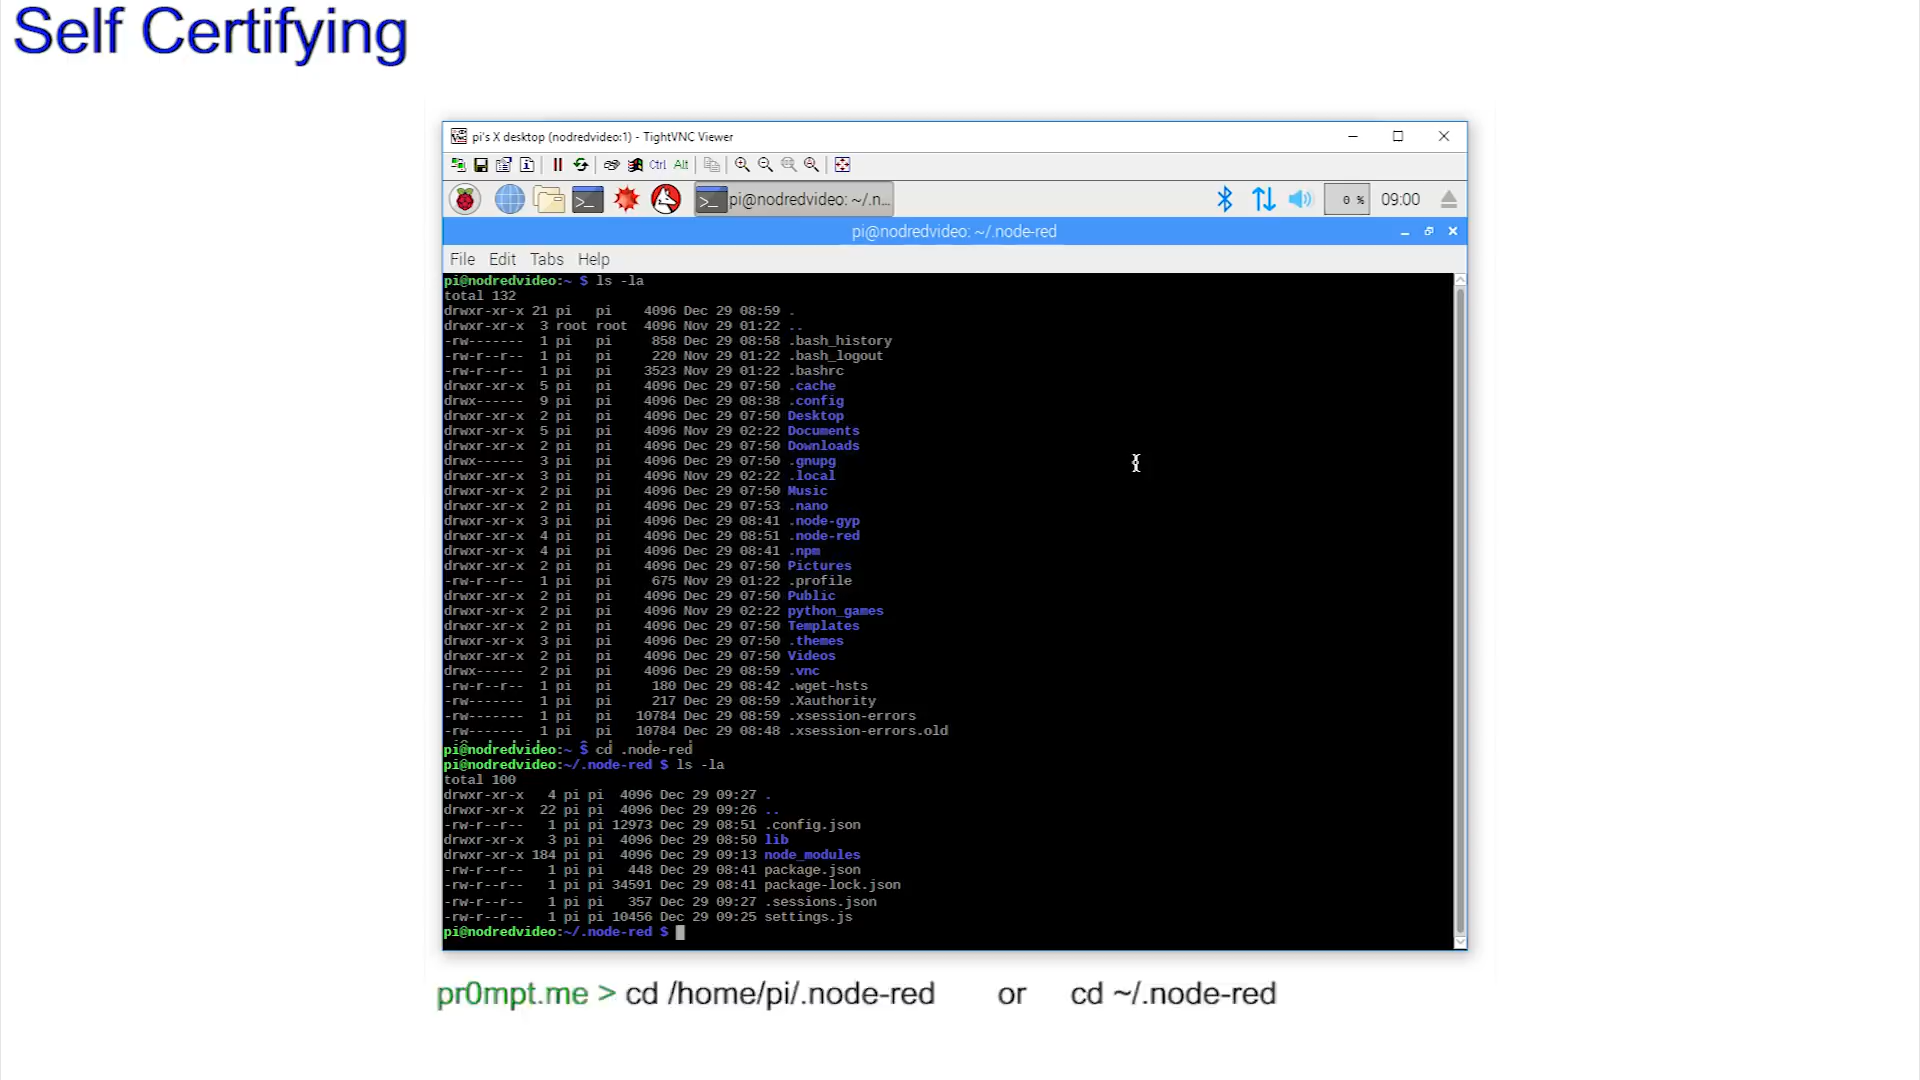 Self Certifying
pi's X desktop (nodredvideo:1) - TightVNC Viewer
Ctrl Alt
pi@nodredvideo: ~/.n...
0 %
09:00
pi@nodredvideo: ~/.node-red
File Edit Tabs Help
pi@nodredvideo:~ $ ls -la
total 132
drwxr-xr-x 21 pi   pi    4096 Dec 29 08:59 .
drwxr-xr-x  3 root root  4096 Nov 29 01:22 ..
-rw-------  1 pi   pi     858 Dec 29 08:58 .bash_history
-rw-r--r--  1 pi   pi     220 Nov 29 01:22 .bash_logout
-rw-r--r--  1 pi   pi    3523 Nov 29 01:22 .bashrc
drwxr-xr-x  5 pi   pi    4096 Dec 29 07:50 .cache
drwx------  9 pi   pi    4096 Dec 29 08:38 .config
drwxr-xr-x  2 pi   pi    4096 Dec 29 07:50 Desktop
drwxr-xr-x  5 pi   pi    4096 Nov 29 02:22 Documents
drwxr-xr-x  2 pi   pi    4096 Dec 29 07:50 Downloads
drwx------  3 pi   pi    4096 Dec 29 07:50 .gnupg
drwxr-xr-x  3 pi   pi    4096 Nov 29 02:22 .local
drwxr-xr-x  2 pi   pi    4096 Dec 29 07:50 Music
drwxr-xr-x  2 pi   pi    4096 Dec 29 07:53 .nano
drwxr-xr-x  3 pi   pi    4096 Dec 29 08:41 .node-gyp
drwxr-xr-x  4 pi   pi    4096 Dec 29 08:51 .node-red
drwxr-xr-x  4 pi   pi    4096 Dec 29 08:41 .npm
drwxr-xr-x  2 pi   pi    4096 Dec 29 07:50 Pictures
-rw-r--r--  1 pi   pi     675 Nov 29 01:22 .profile
drwxr-xr-x  2 pi   pi    4096 Dec 29 07:50 Public
drwxr-xr-x  2 pi   pi    4096 Nov 29 02:22 python_games
drwxr-xr-x  2 pi   pi    4096 Dec 29 07:50 Templates
drwxr-xr-x  3 pi   pi    4096 Dec 29 07:50 .themes
drwxr-xr-x  2 pi   pi    4096 Dec 29 07:50 Videos
drwx------  2 pi   pi    4096 Dec 29 08:59 .vnc
-rw-r--r--  1 pi   pi     180 Dec 29 08:42 .wget-hsts
-rw-------  1 pi   pi     217 Dec 29 08:59 .Xauthority
-rw-------  1 pi   pi   10784 Dec 29 08:59 .xsession-errors
-rw-------  1 pi   pi   10784 Dec 29 08:48 .xsession-errors.old
pi@nodredvideo:~ $ cd .node-red
pi@nodredvideo:~/.node-red $ ls -la
total 100
drwxr-xr-x   4 pi pi  4096 Dec 29 09:27 .
drwxr-xr-x  22 pi pi  4096 Dec 29 09:26 ..
-rw-r--r--   1 pi pi 12973 Dec 29 08:51 .config.json
drwxr-xr-x   3 pi pi  4096 Dec 29 08:50 lib
drwxr-xr-x 184 pi pi  4096 Dec 29 09:13 node_modules
-rw-r--r--   1 pi pi   448 Dec 29 08:41 package.json
-rw-r--r--   1 pi pi 34591 Dec 29 08:41 package-lock.json
-rw-r--r--   1 pi pi   357 Dec 29 09:27 .sessions.json
-rw-r--r--   1 pi pi 10456 Dec 29 09:25 settings.js
pi@nodredvideo:~/.node-red $
pr0mpt.me > cd /home/pi/.node-red or cd ~/.node-red